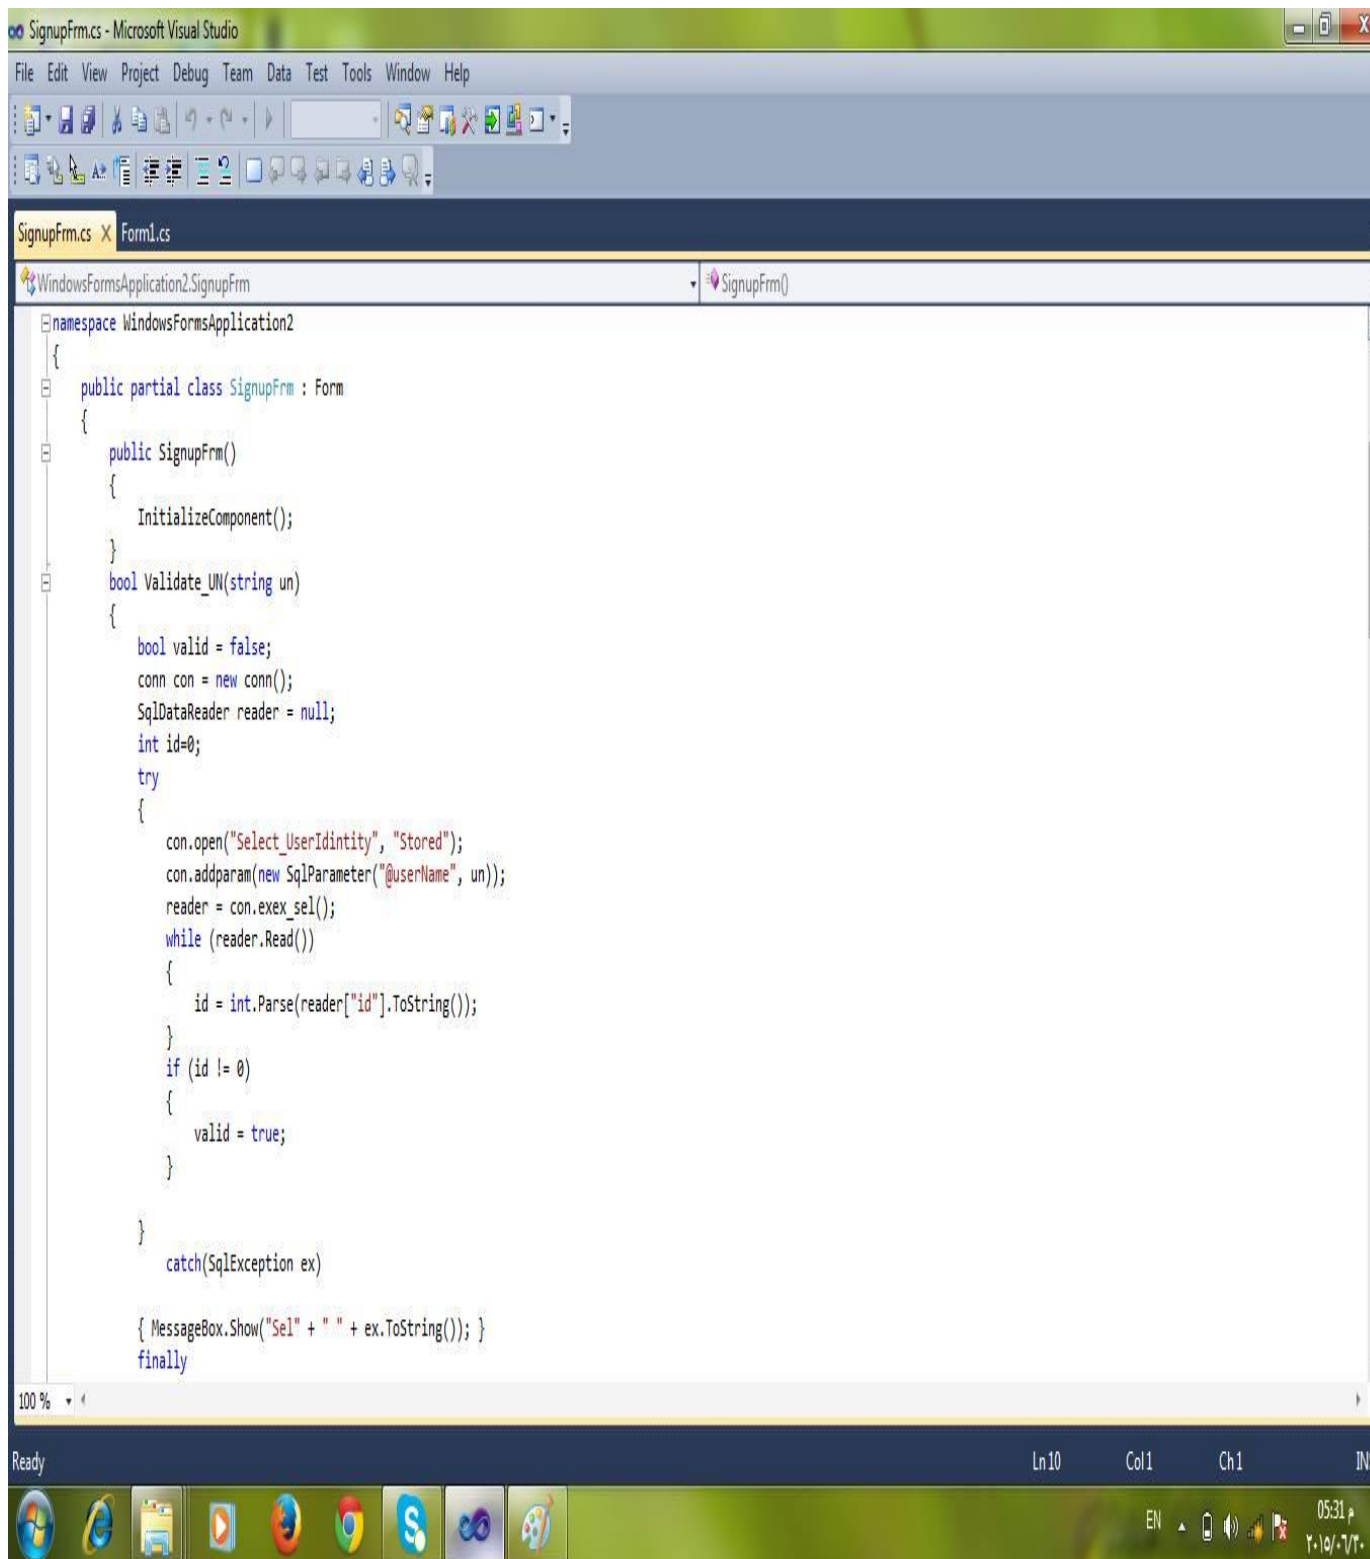 SignupFrm.cs - Microsoft Visual Studio
File Edit View Project Debug Team Data Test Tools Window Help
SignupFrm.cs X Form1.cs
WindowsFormsApplication2.SignupFrm
SignupFrm()
namespace WindowsFormsApplication2
{
public partial class SignupFrm : Form
{
public SignupFrm()
{
InitializeComponent();
}
bool Validate_UN(string un)
{
bool valid = false;
conn con = new conn();
SqlDataReader reader = null;
int id=0;
try
{
con.open("Select_UserIdintity", "Stored");
con.addparam(new SqlParameter("@userName", un));
reader = con.exex_sel();
while (reader.Read())
{
id = int.Parse(reader["id"].ToString());
}
if (id != 0)
{
valid = true;
}
}
catch(SqlException ex)
{ MessageBox.Show("Sel" + " " + ex.ToString()); }
finally
100 %
Ready Ln 10 Col 1 Ch 1 IN
EN
05:31 م
٢٠١٥/٠٦/٣٠